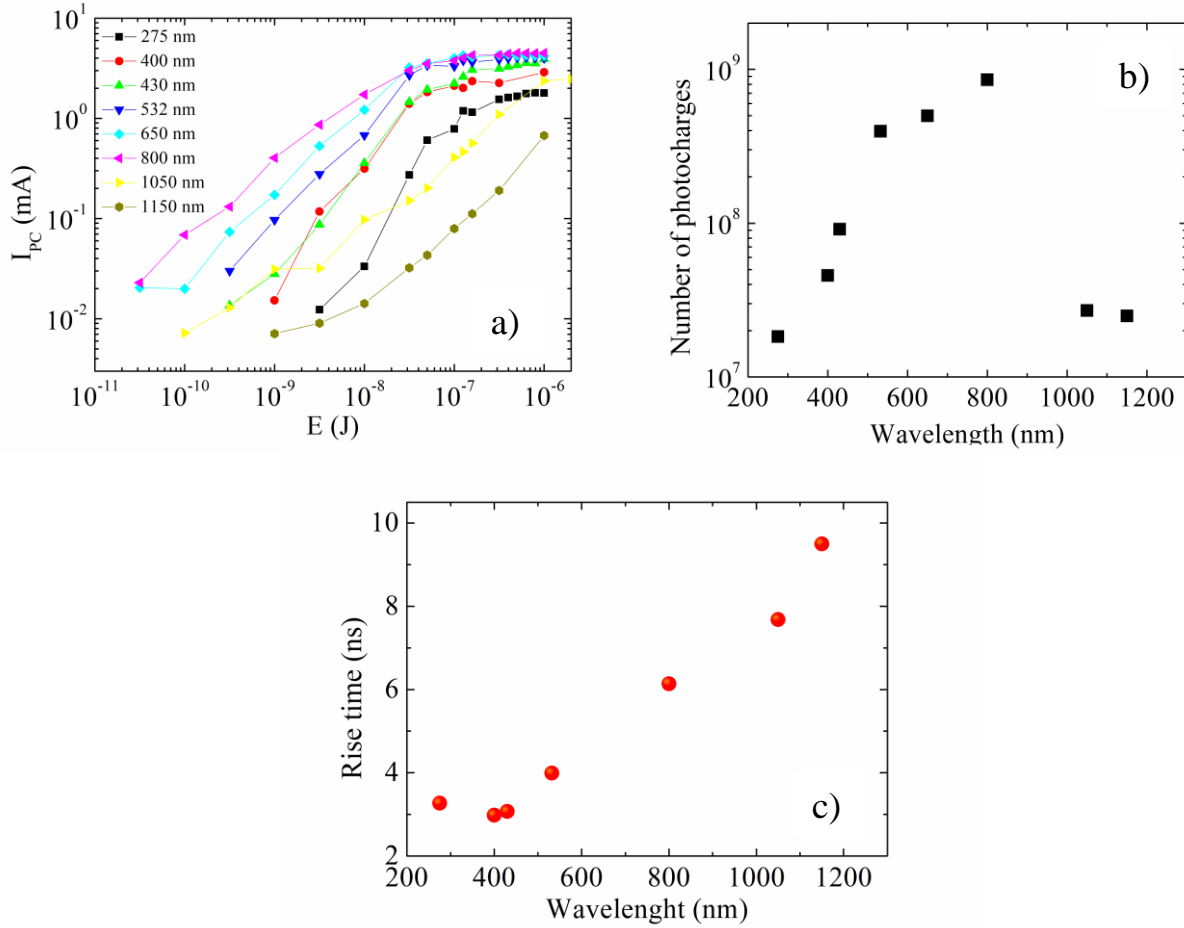 I_PC (mA)
10^1
10^0
10^-1
10^-2
275 nm
400 nm
430 nm
532 nm
650 nm
800 nm
1050 nm
1150 nm
a)
10^-11 10^-10 10^-9 10^-8 10^-7 10^-6
E (J)
Number of photocharges
10^9
10^8
10^7
b)
200 400 600 800 1000 1200
Wavelength (nm)
Rise time (ns)
10
8
6
4
2
c)
200 400 600 800 1000 1200
Wavelenght (nm)